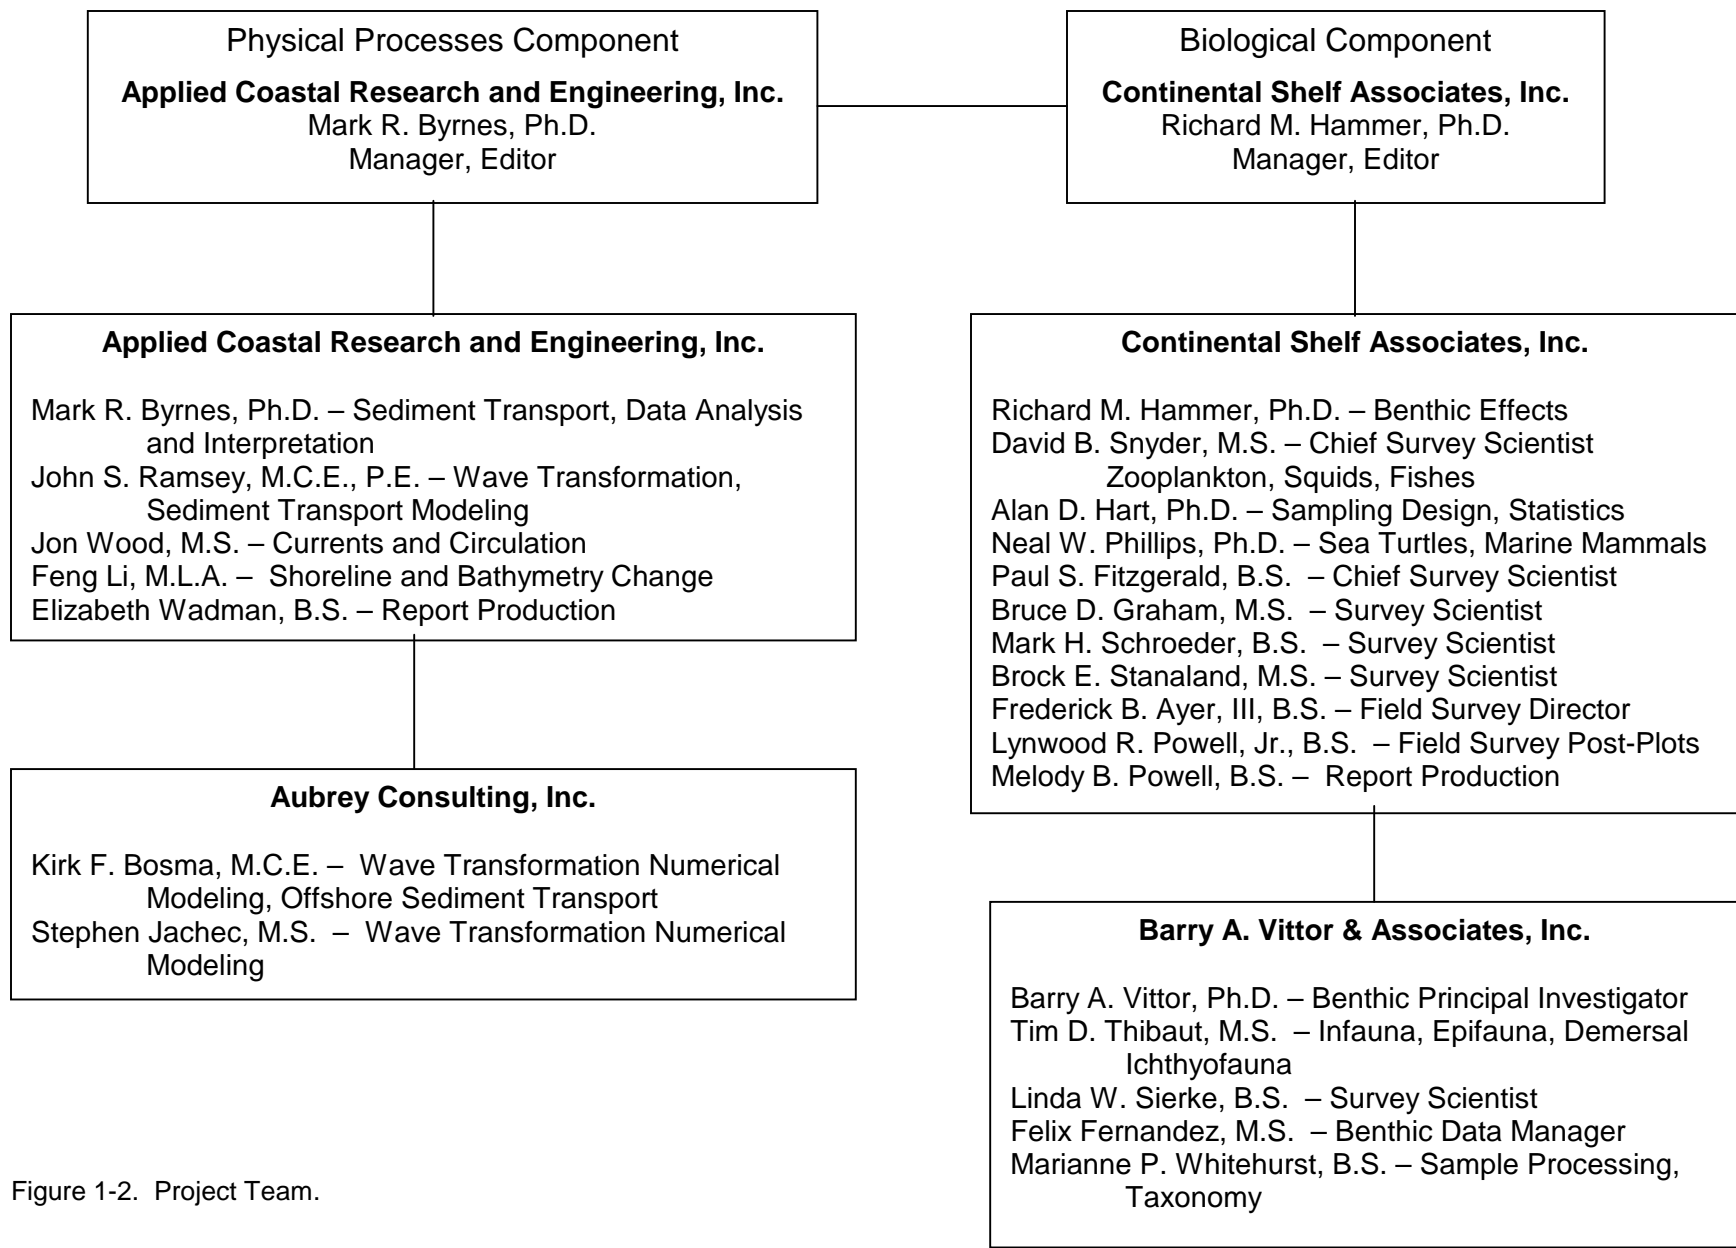 Physical Processes Component
Applied Coastal Research and Engineering, Inc.
Mark R. Byrnes, Ph.D.
Manager, Editor
Biological Component
Continental Shelf Associates, Inc.
Richard M. Hammer, Ph.D.
Manager, Editor
Applied Coastal Research and Engineering, Inc.
Mark R. Byrnes, Ph.D. – Sediment Transport, Data Analysis
and Interpretation
John S. Ramsey, M.C.E., P.E. – Wave Transformation,
Sediment Transport Modeling
Jon Wood, M.S. – Currents and Circulation
Feng Li, M.L.A. – Shoreline and Bathymetry Change
Elizabeth Wadman, B.S. – Report Production
Continental Shelf Associates, Inc.
Richard M. Hammer, Ph.D. – Benthic Effects
David B. Snyder, M.S. – Chief Survey Scientist
Zooplankton, Squids, Fishes
Alan D. Hart, Ph.D. – Sampling Design, Statistics
Neal W. Phillips, Ph.D. – Sea Turtles, Marine Mammals
Paul S. Fitzgerald, B.S. – Chief Survey Scientist
Bruce D. Graham, M.S. – Survey Scientist
Mark H. Schroeder, B.S. – Survey Scientist
Brock E. Stanaland, M.S. – Survey Scientist
Frederick B. Ayer, III, B.S. – Field Survey Director
Lynwood R. Powell, Jr., B.S. – Field Survey Post-Plots
Melody B. Powell, B.S. – Report Production
Aubrey Consulting, Inc.
Kirk F. Bosma, M.C.E. – Wave Transformation Numerical
Modeling, Offshore Sediment Transport
Stephen Jachec, M.S. – Wave Transformation Numerical
Modeling
Barry A. Vittor & Associates, Inc.
Barry A. Vittor, Ph.D. – Benthic Principal Investigator
Tim D. Thibaut, M.S. – Infauna, Epifauna, Demersal
Ichthyofauna
Linda W. Sierke, B.S. – Survey Scientist
Felix Fernandez, M.S. – Benthic Data Manager
Marianne P. Whitehurst, B.S. – Sample Processing,
Taxonomy
Figure 1-2. Project Team.